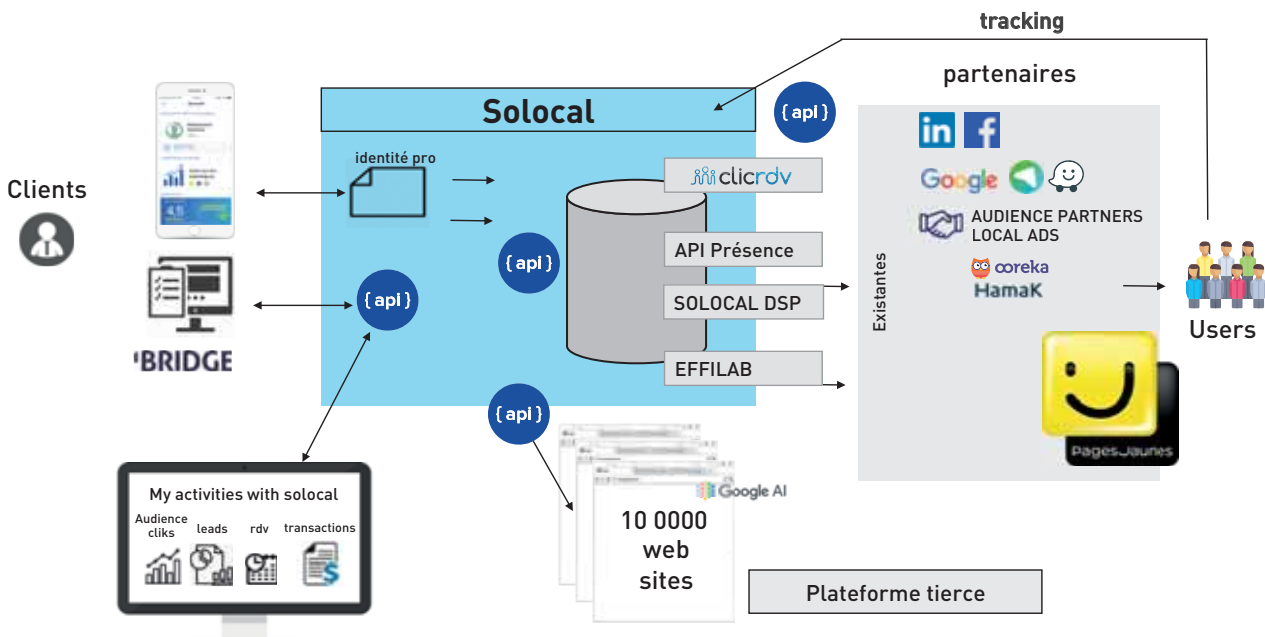 tracking
partenaires
Solocal
{api}
identité pro
clicrdv
Clients
{api}
API Présence
SOLOCAL DSP
EFFILAB
{api}
'BRIDGE
{api}
Existantes
in f
Google
AUDIENCE PARTNERS
LOCAL ADS
ooreka
HamaK
Users
PagesJaunes
My activities with solocal
Audience
cliks
leads
rdv
transactions
Google AI
10 0000
web
sites
Plateforme tierce